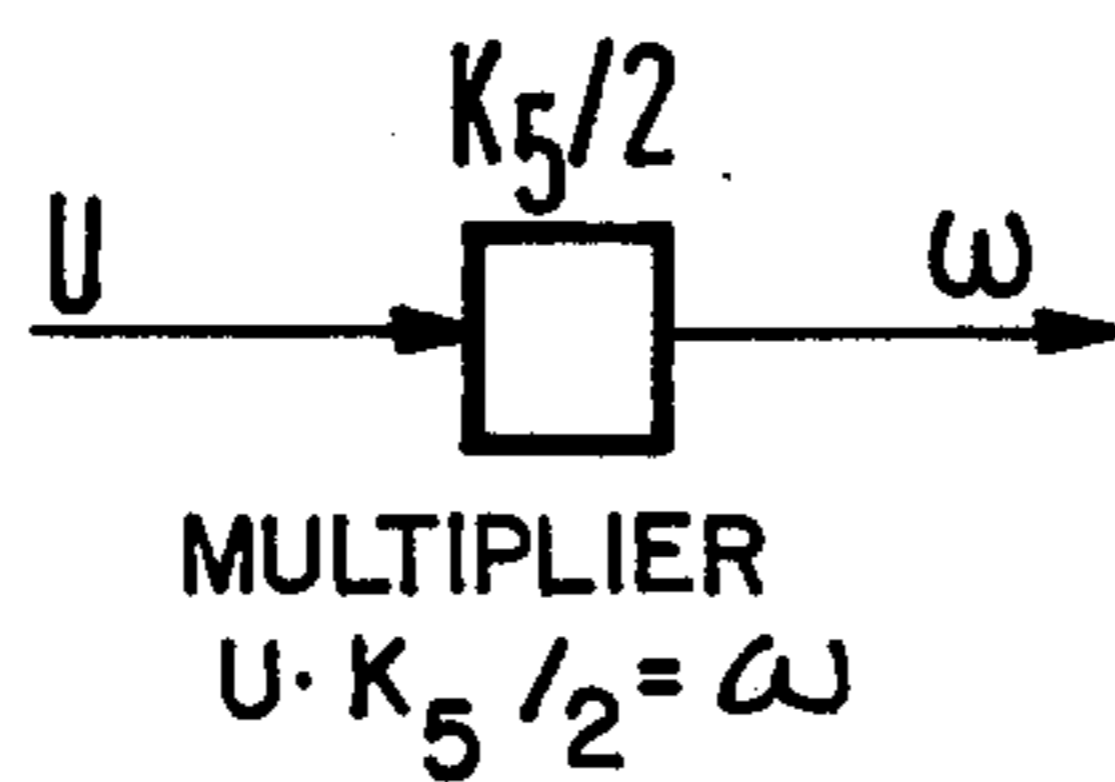 K₅/2
U
ω
MULTIPLIER
U · K₅ /₂ = ω